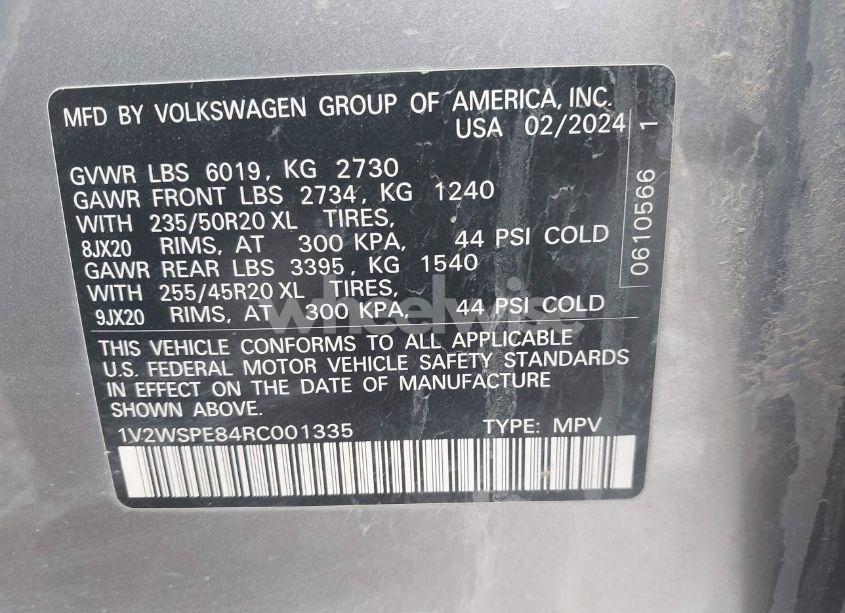 MFD BY VOLKSWAGEN GROUP OF AMERICA, INC.
USA 02/2024
GVWR LBS 6019, KG 2730
GAWR FRONT LBS 2734, KG 1240
WITH 235/50R20 XL TIRES,
8JX20 RIMS, AT 300 KPA, 44 PSI COLD
GAWR REAR LBS 3395, KG 1540
WITH 255/45R20 XL TIRES,
9JX20 RIMS, AT 300 KPA, 44 PSI COLD
THIS VEHICLE CONFORMS TO ALL APPLICABLE
U.S. FEDERAL MOTOR VEHICLE SAFETY STANDARDS
IN EFFECT ON THE DATE OF MANUFACTURE
SHOWN ABOVE.
1V2WSPE84RC001335 TYPE: MPV
0610566 1
wheelwise